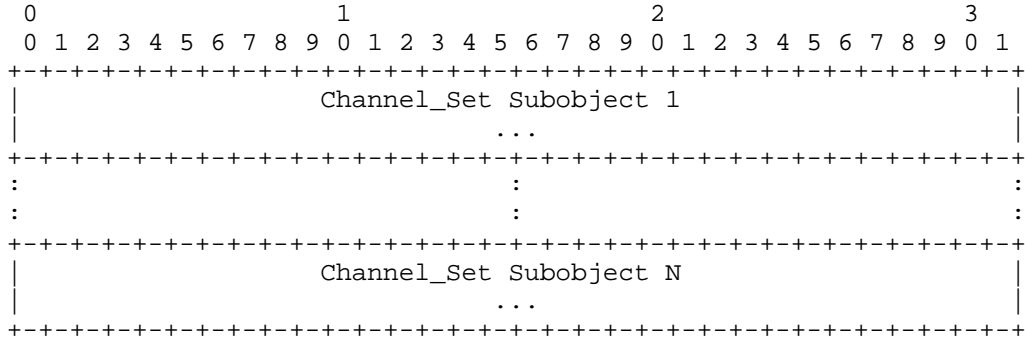 0                   1                   2                   3
 0 1 2 3 4 5 6 7 8 9 0 1 2 3 4 5 6 7 8 9 0 1 2 3 4 5 6 7 8 9 0 1
+-+-+-+-+-+-+-+-+-+-+-+-+-+-+-+-+-+-+-+-+-+-+-+-+-+-+-+-+-+-+-+-+
|                   Channel_Set Subobject 1                     |
|                              ...                              |
+-+-+-+-+-+-+-+-+-+-+-+-+-+-+-+-+-+-+-+-+-+-+-+-+-+-+-+-+-+-+-+-+
:                               :                               :
:                               :                               :
+-+-+-+-+-+-+-+-+-+-+-+-+-+-+-+-+-+-+-+-+-+-+-+-+-+-+-+-+-+-+-+-+
|                   Channel_Set Subobject N                     |
|                              ...                              |
+-+-+-+-+-+-+-+-+-+-+-+-+-+-+-+-+-+-+-+-+-+-+-+-+-+-+-+-+-+-+-+-+